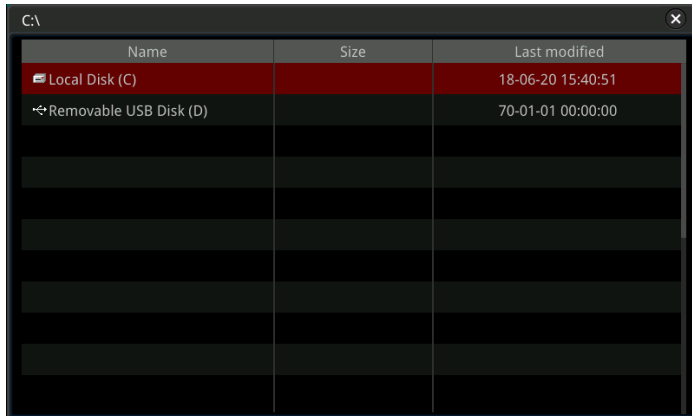 C:\
Name Size Last modified
Local Disk (C) 18-06-20 15:40:51
Removable USB Disk (D) 70-01-01 00:00:00